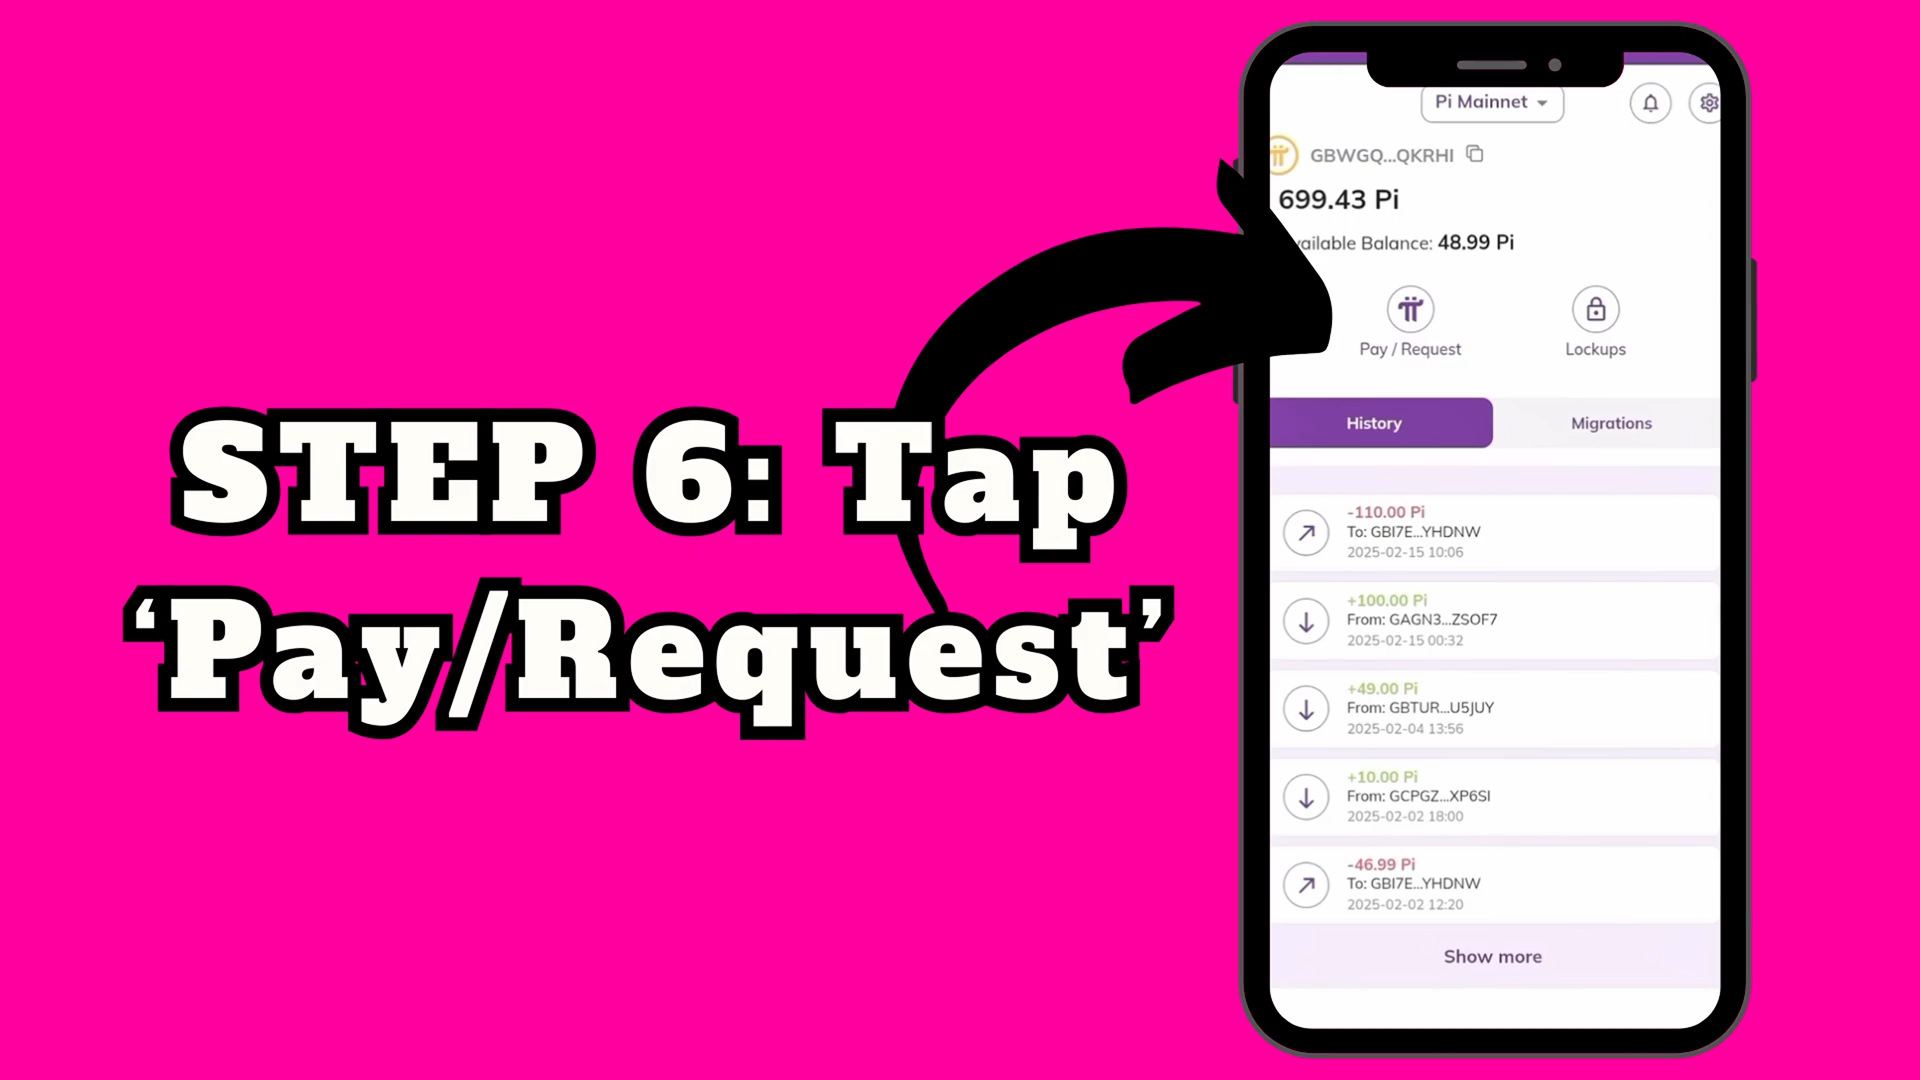 STEP 6: Tap
‘Pay/Request’
Pi Mainnet
GBWGQ...QKRHI
699.43 Pi
Balance: 48.99 Pi
Pay / Request
Lockups
History
Migrations
-110.00 Pi
To: GBI7E...YHDNW
2025-02-15 10:06
+100.00 Pi
From: GAGN3...ZSOF7
2025-02-15 00:32
+49.00 Pi
From: GBTUR...U5JUY
2025-02-04 13:56
+10.00 Pi
From: GCPGZ...XP6SI
2025-02-02 18:00
-46.99 Pi
To: GBI7E...YHDNW
2025-02-02 12:20
Show more